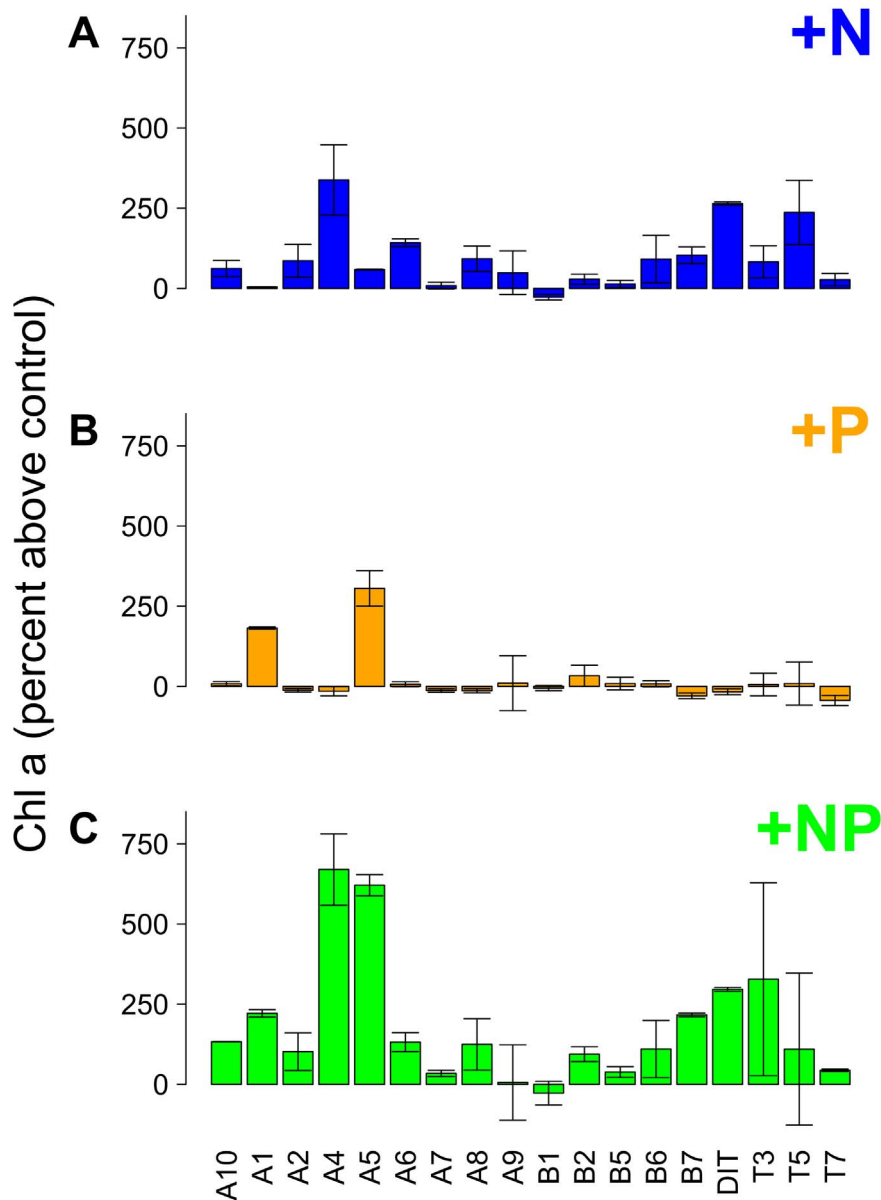 A
+N
750
500
250
0
B
+P
750
500
250
0
Chl a (percent above control)
C
+NP
750
500
250
0
A10
A1
A2
A4
A5
A6
A7
A8
A9
B1
B2
B5
B6
B7
DIT
T3
T5
T7